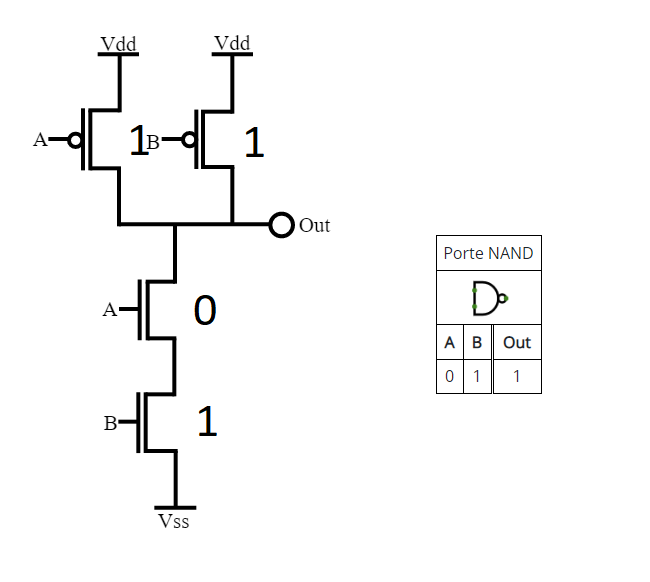 Vdd
Vdd
A
1
B
1
Out
A
0
B
1
Vss
Porte NAND
A B Out
0 1 1